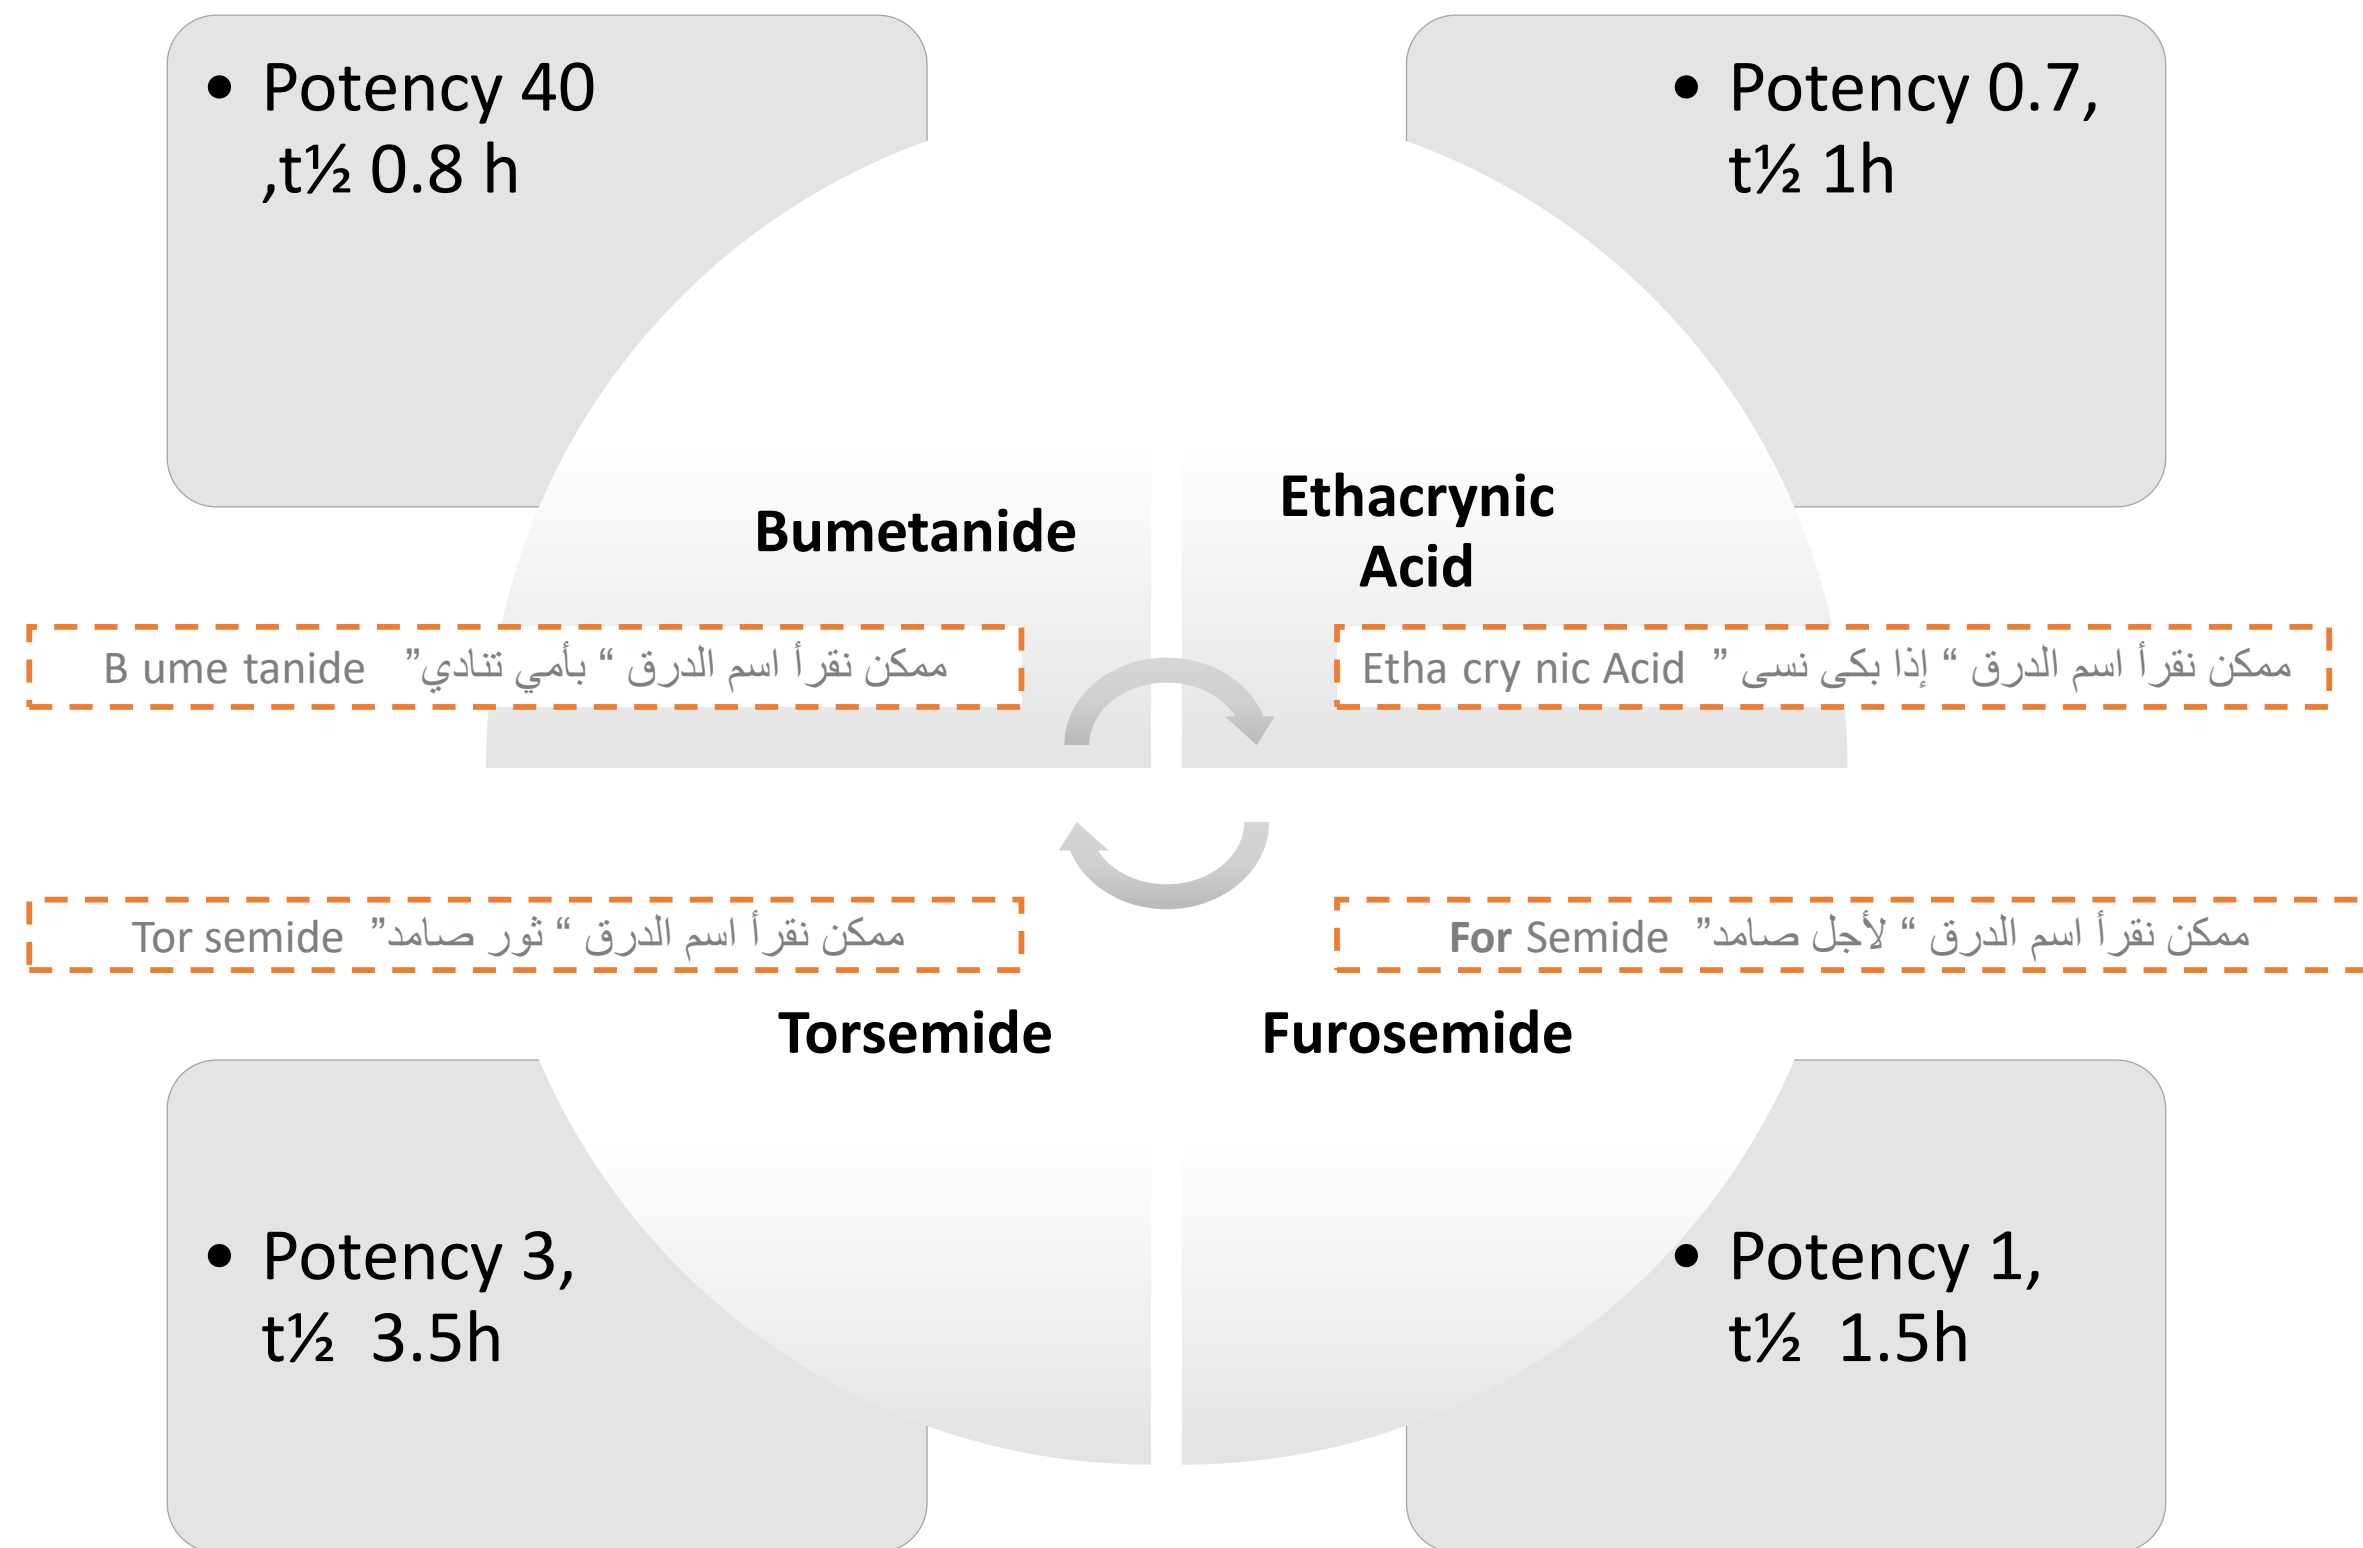 • Potency 40
,t½ 0.8 h
• Potency 0.7,
t½ 1h
Bumetanide
Ethacrynic
Acid
ممكن نقرأ اسم الدرق “ بأمي تنادي” B ume tanide
ممكن نقرأ اسم الدرق “ إذا بكى نسى ” Etha cry nic Acid
ممكن نقرأ اسم الدرق “ ثور صامد” Tor semide
ممكن نقرأ اسم الدرق “ لأجل صامد” For Semide
Torsemide
Furosemide
• Potency 3,
t½ 3.5h
• Potency 1,
t½ 1.5h